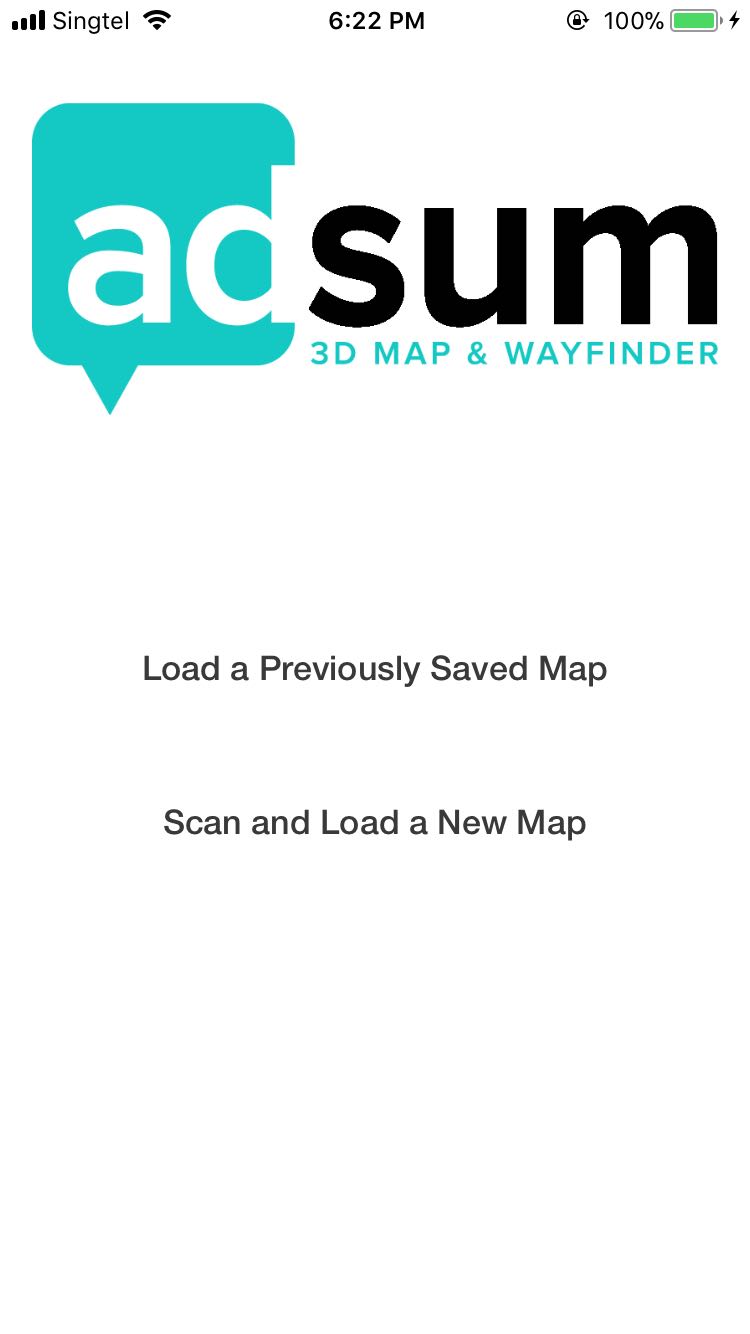 Singtel 6:22 PM 100%
adsum
3D MAP & WAYFINDER
Load a Previously Saved Map
Scan and Load a New Map